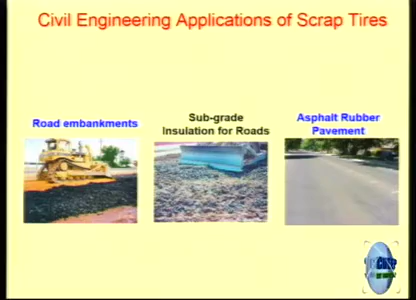 Civil Engineering Applications of Scrap Tires
Road embankments
Sub-grade
Insulation for Roads
Asphalt Rubber
Pavement